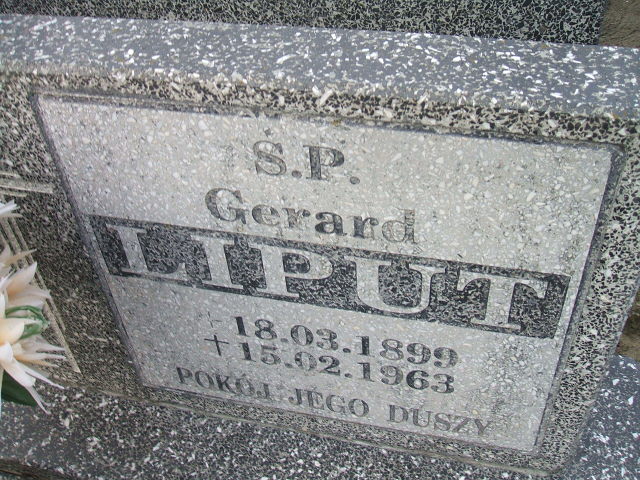 Ś.P.
Gerard
LIPUT
* 18.03.1899
+ 15.02.1963
POKÓJ JEGO DUSZY